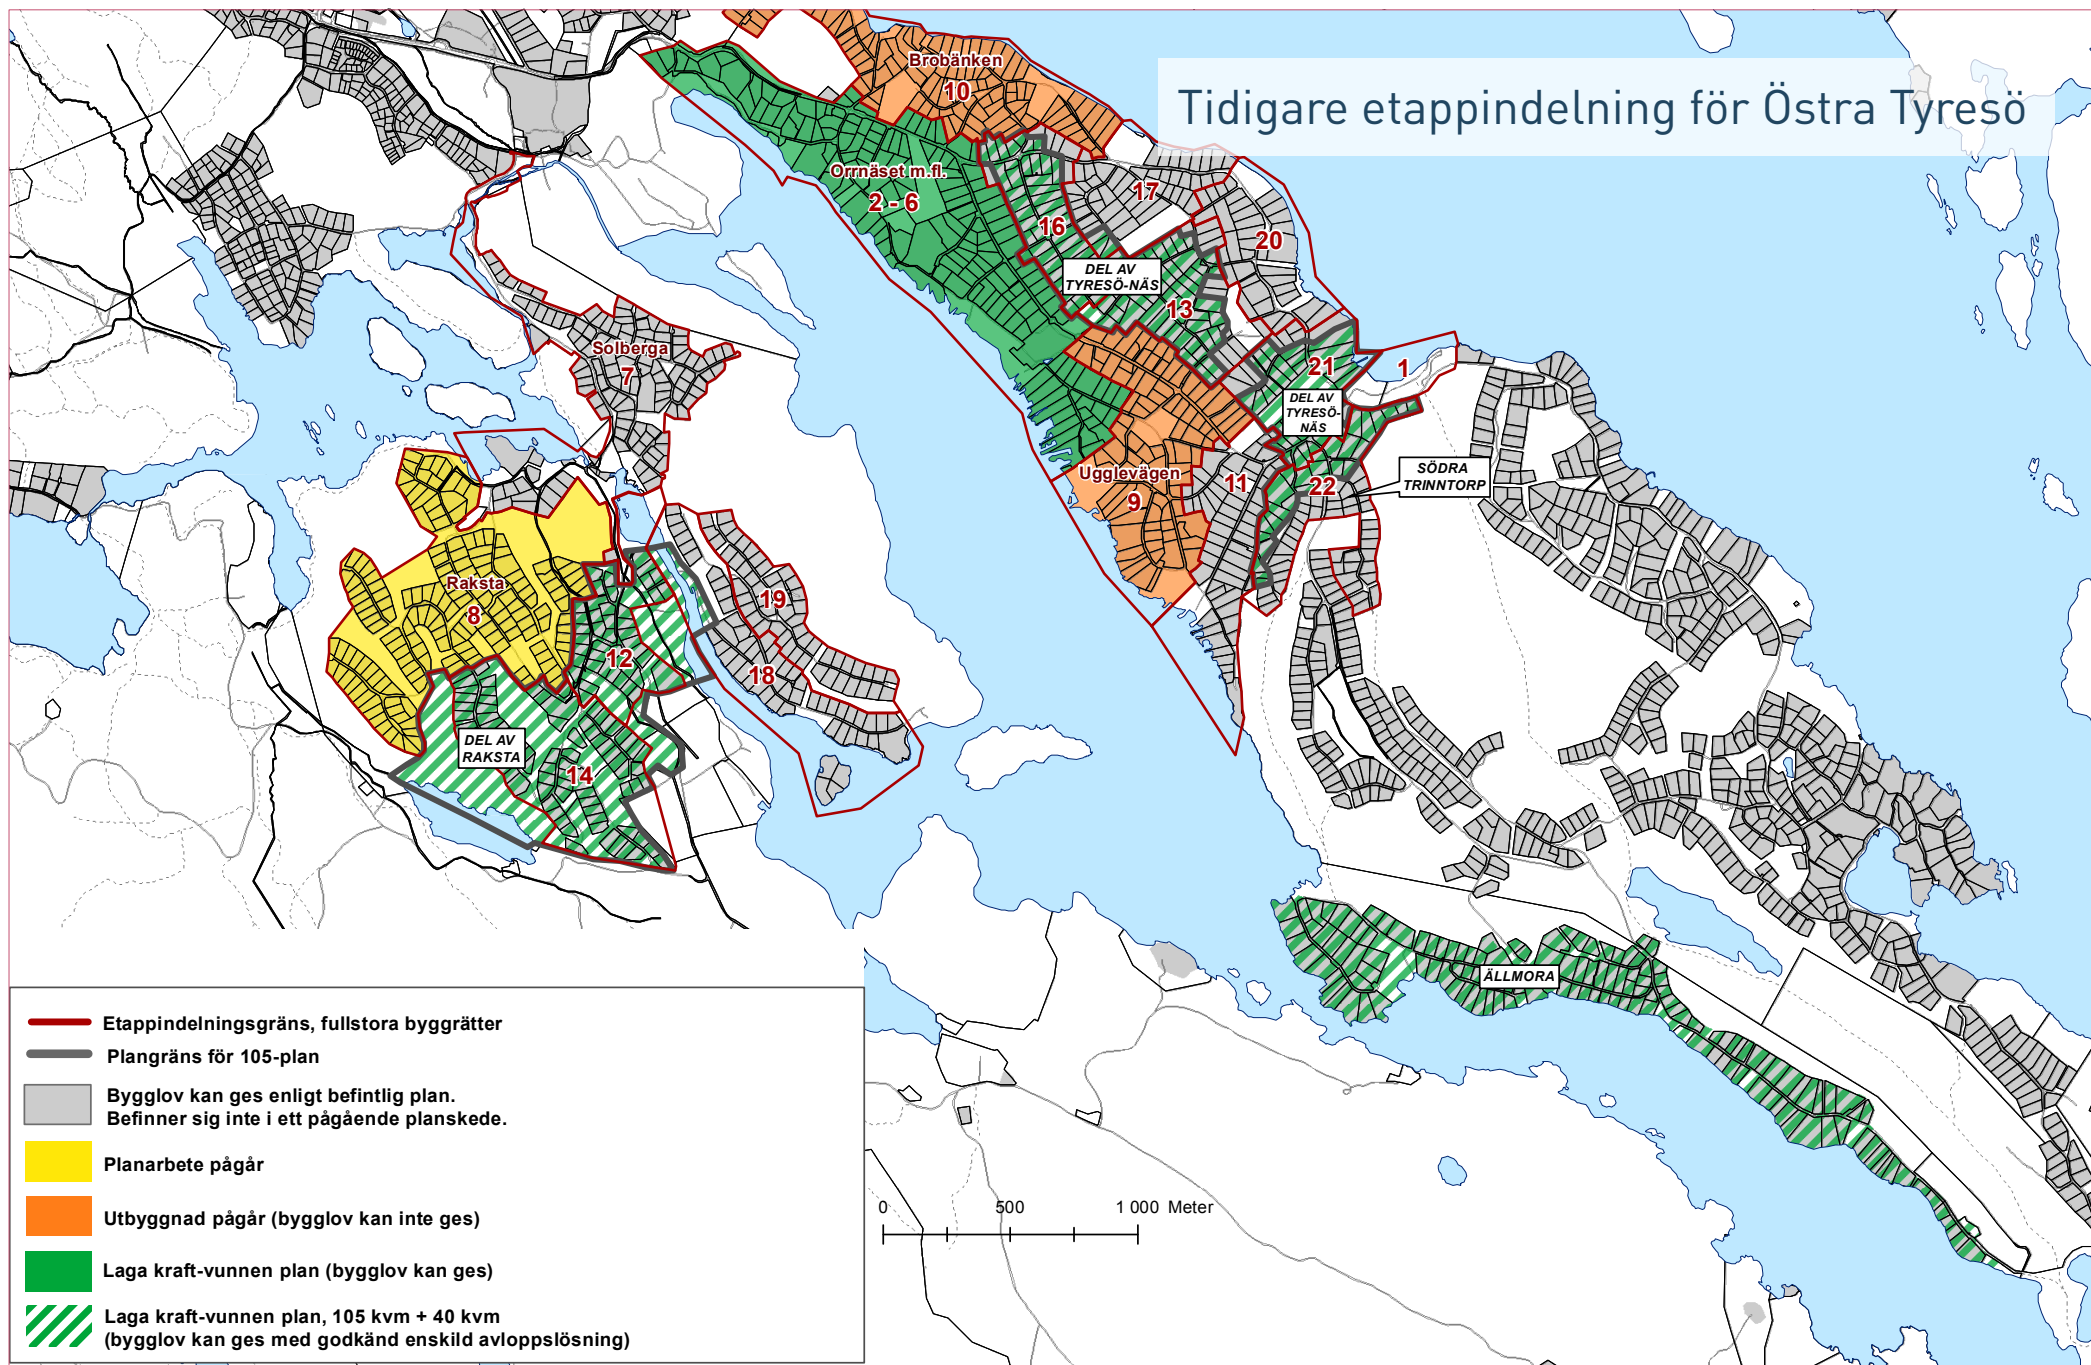 Tidigare etappindelning för Östra Tyresö
Brobänken
10
Orrnäset m.fl.
2 - 6
17
16
20
DEL AV
TYRESÖ-NÄS
13
Solberga
7
21
1
DEL AV
TYRESÖ-
NÄS
SÖDRA
TRINNTORP
Ugglevägen
9
11
22
Raksta
8
19
12
18
DEL AV
RAKSTA
14
ÄLLMORA
Etappindelningsgräns, fullstora byggrätter
Plangräns för 105-plan
Bygglov kan ges enligt befintlig plan.
Befinner sig inte i ett pågående planskede.
Planarbete pågår
Utbyggnad pågår (bygglov kan inte ges)
Laga kraft-vunnen plan (bygglov kan ges)
Laga kraft-vunnen plan, 105 kvm + 40 kvm
(bygglov kan ges med godkänd enskild avloppslösning)
0 500 1 000 Meter